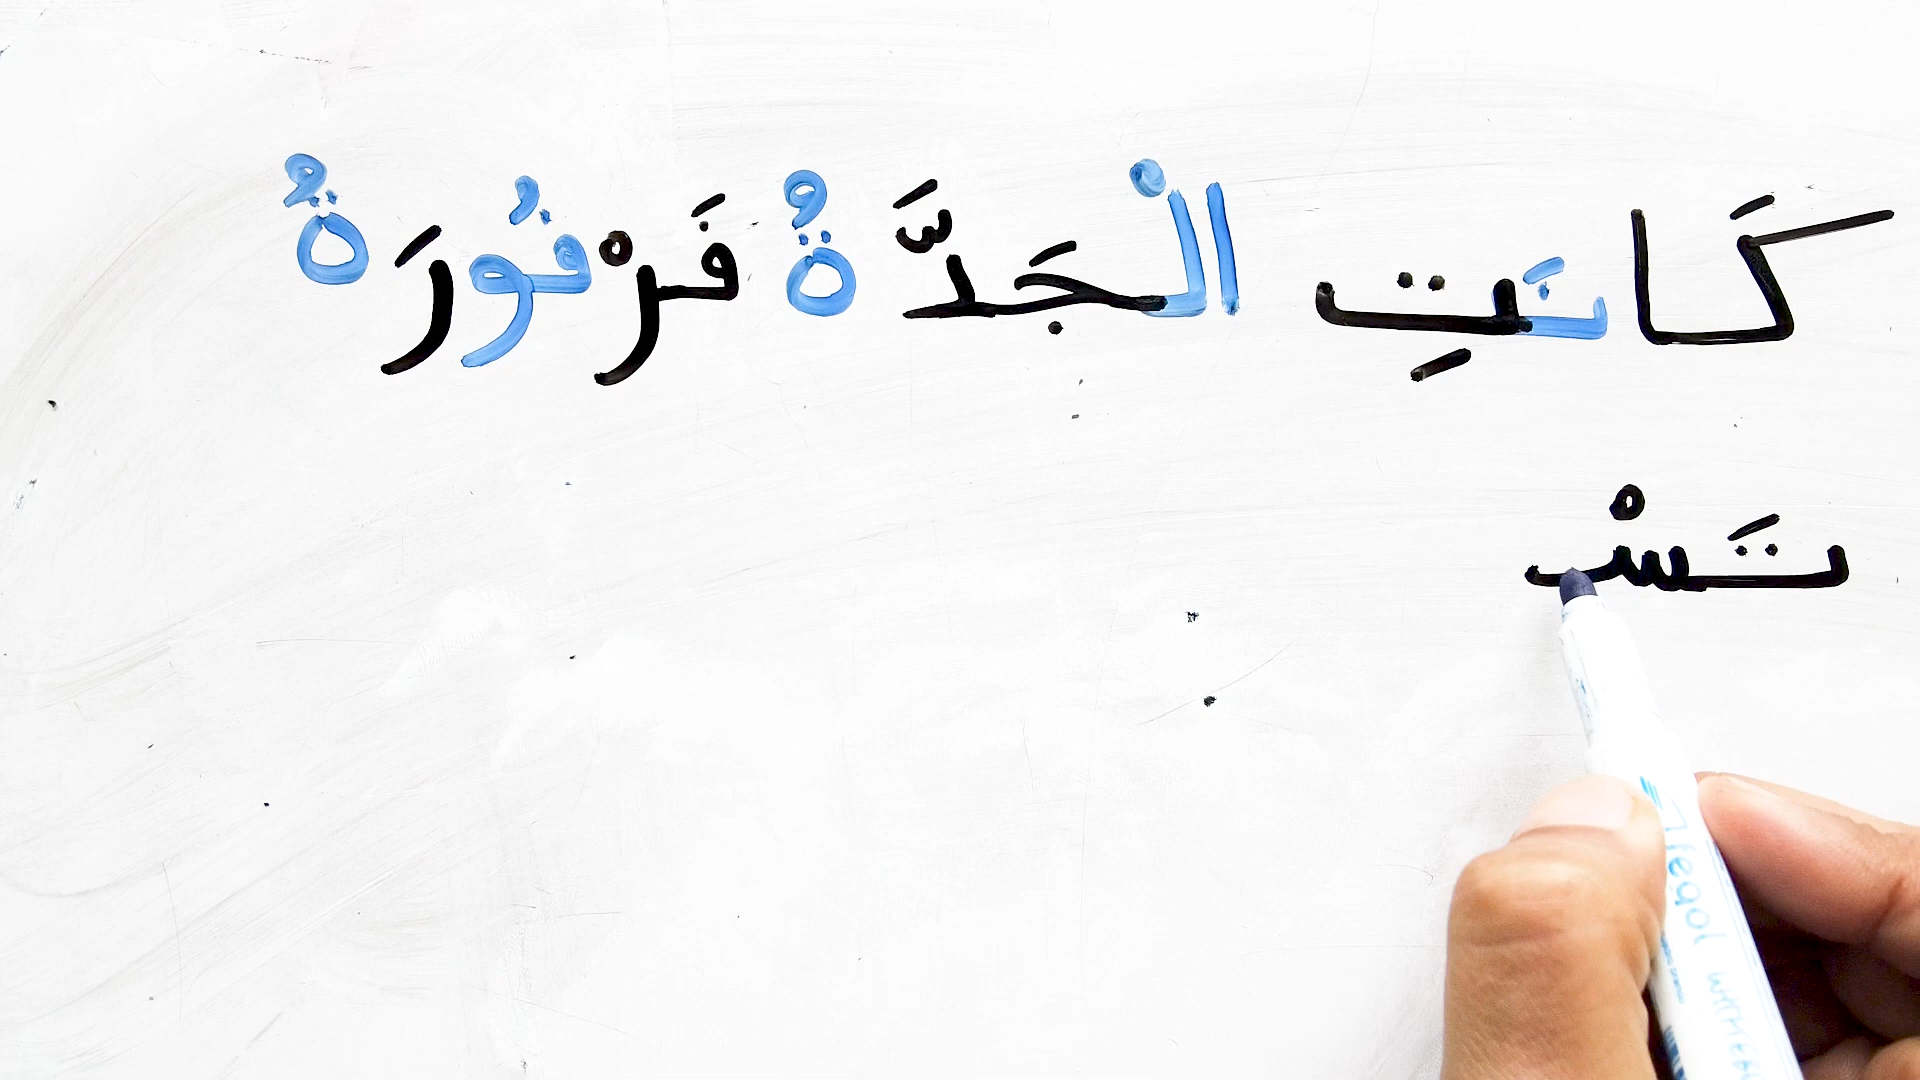 كَانَتِ الْجَدَّةُ فَرْفُورَةٌ
تَسْ